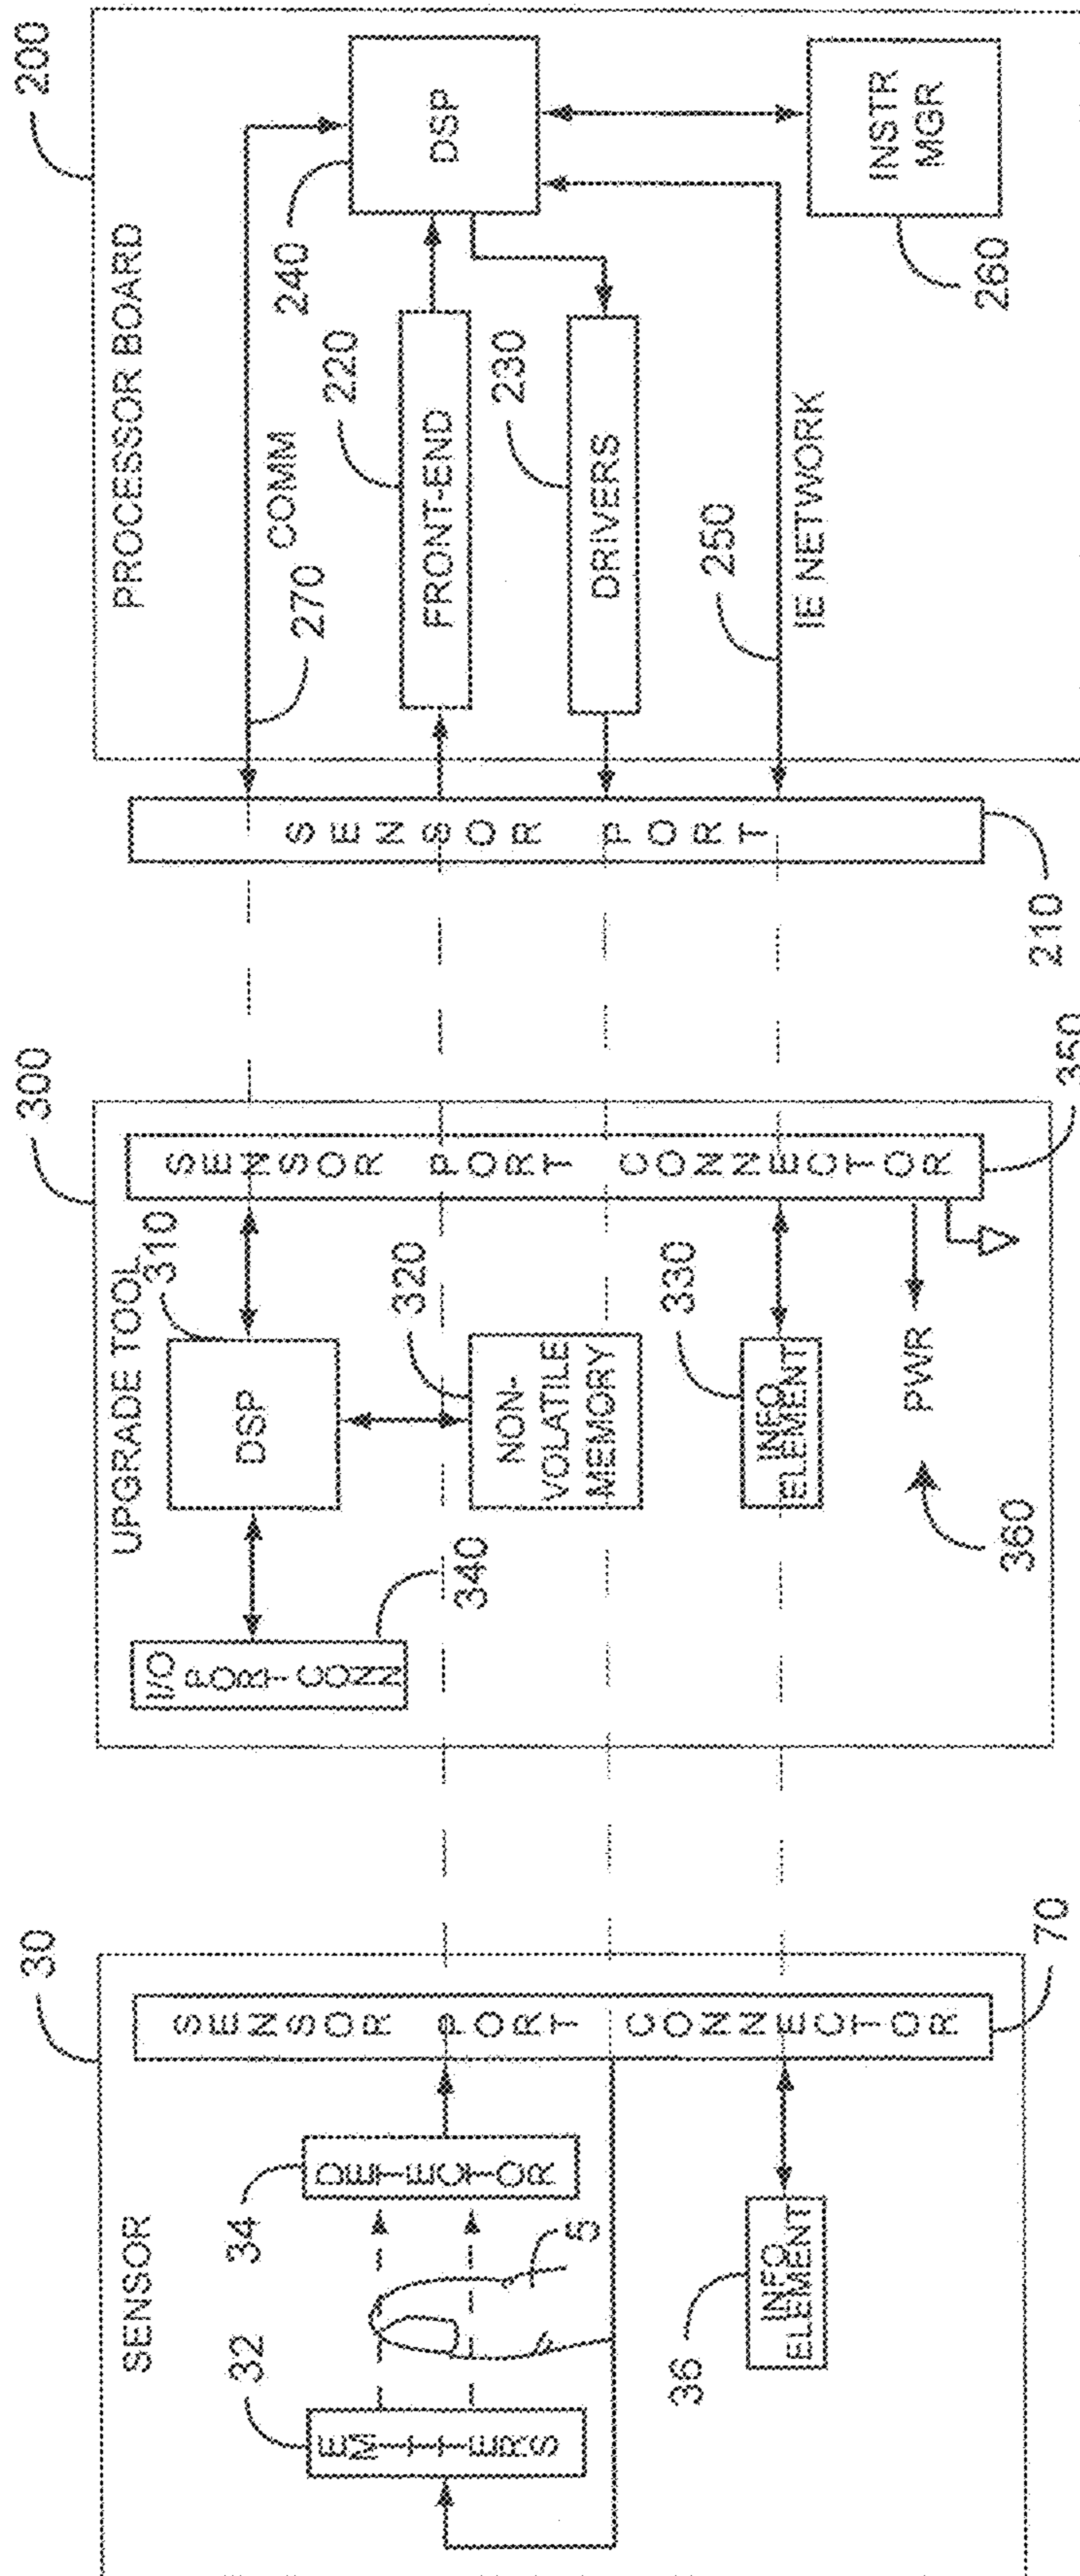 30
SENSOR
32
34
EMITTERS
DETECTOR
5
36
INFO
ELEMENT
SENSOR PORT CONNECTOR
70
300
UPGRADE TOOL
310
I/O PORT CONN
340
DSP
320
NON-
VOLATILE
MEMORY
330
INFO
ELEMENT
PWR
360
SENSOR PORT CONNECTOR
350
SENSOR PORT
210
200
PROCESSOR BOARD
270
COMM
240
220
FRONT-END
DSP
230
DRIVERS
250
IE NETWORK
INSTR
MGR
260